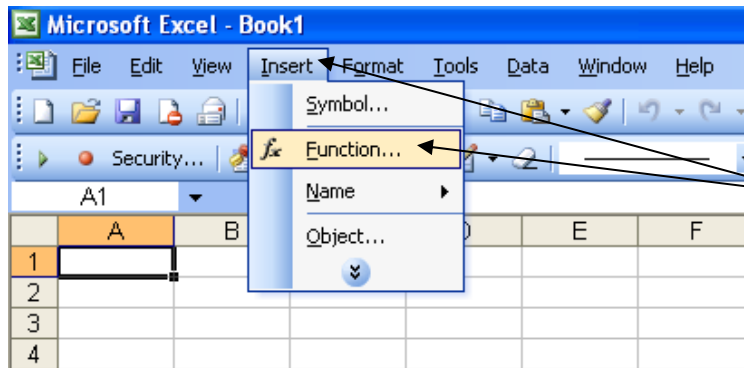 Microsoft Excel - Book1
File Edit View Insert Format Tools Data Window Help
Symbol...
Security... fx Function...
A1 Name
A B E F
Object...
1
2
3
4